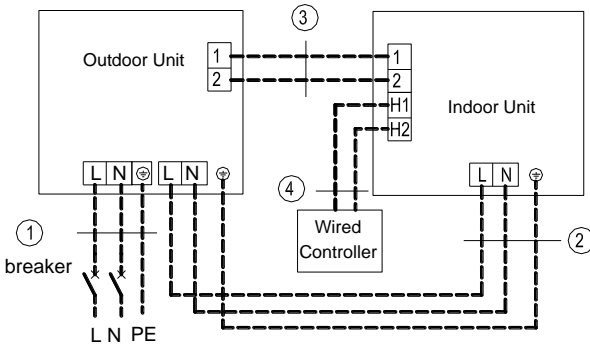 ③
Outdoor Unit
1
2
1
2
H1
H2
Indoor Unit
L N ⏚ L N ⏚
L N ⏚
④
Wired
Controller
①
breaker
②
L N PE